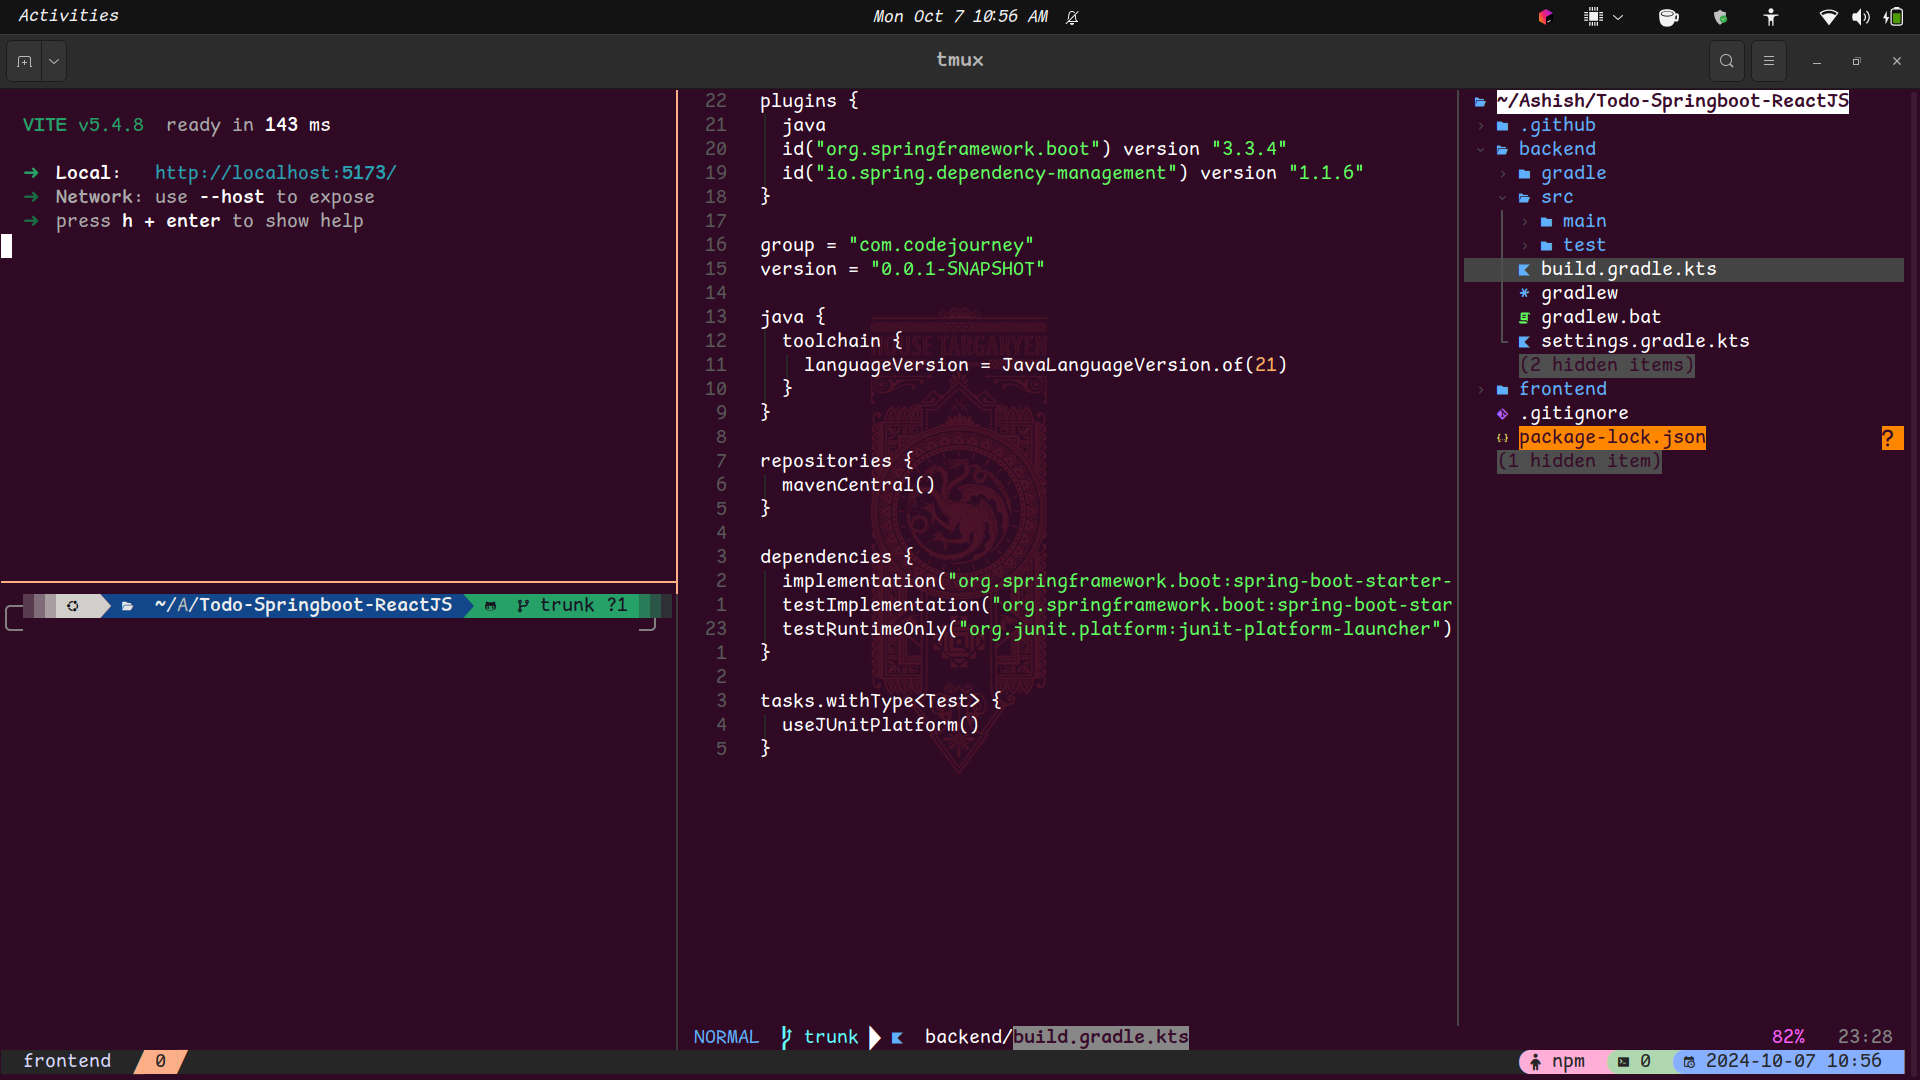 Activities
Mon Oct 7 10:56 AM
tmux
VITE v5.4.8 ready in 143 ms
➜ Local: http://localhost:5173/
➜ Network: use --host to expose
➜ press h + enter to show help
~/A/Todo-Springboot-ReactJS trunk ?1
22 plugins {
21 java
20 id("org.springframework.boot") version "3.3.4"
19 id("io.spring.dependency-management") version "1.1.6"
18 }
17
16 group = "com.codejourney"
15 version = "0.0.1-SNAPSHOT"
14
13 java {
12 toolchain {
11 languageVersion = JavaLanguageVersion.of(21)
10 }
9 }
8
7 repositories {
6 mavenCentral()
5 }
4
3 dependencies {
2 implementation("org.springframework.boot:spring-boot-starter-
1 testImplementation("org.springframework.boot:spring-boot-star
23 testRuntimeOnly("org.junit.platform:junit-platform-launcher")
1 }
2
3 tasks.withType<Test> {
4 useJUnitPlatform()
5 }
HOUSE TARGARYEN
~/Ashish/Todo-Springboot-ReactJS
.github
backend
gradle
src
main
test
build.gradle.kts
* gradlew
gradlew.bat
settings.gradle.kts
(2 hidden items)
frontend
.gitignore
{..} package-lock.json ?
(1 hidden item)
NORMAL trunk backend/build.gradle.kts 82% 23:28
frontend 0 npm 0 2024-10-07 10:56